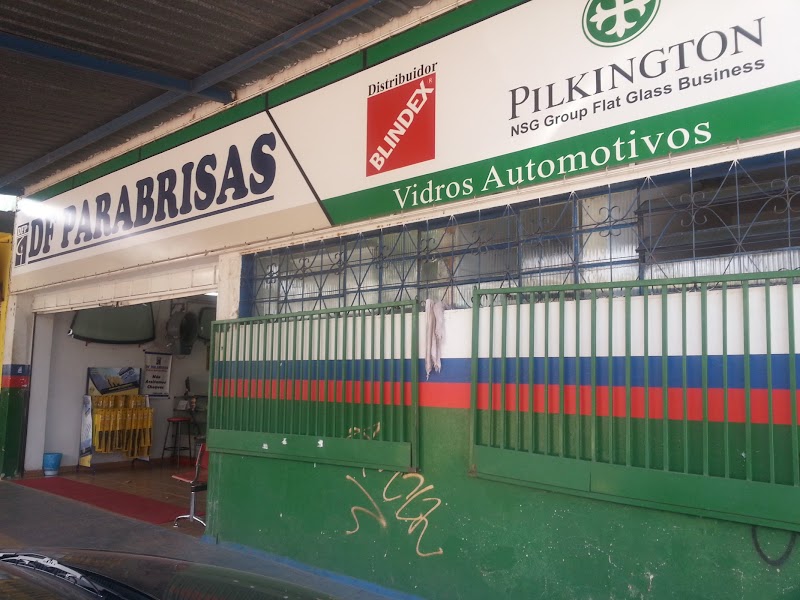 DF PARABRISAS
Distribuidor
BLINDEX
PILKINGTON
NSG Group Flat Glass Business
Vidros Automotivos